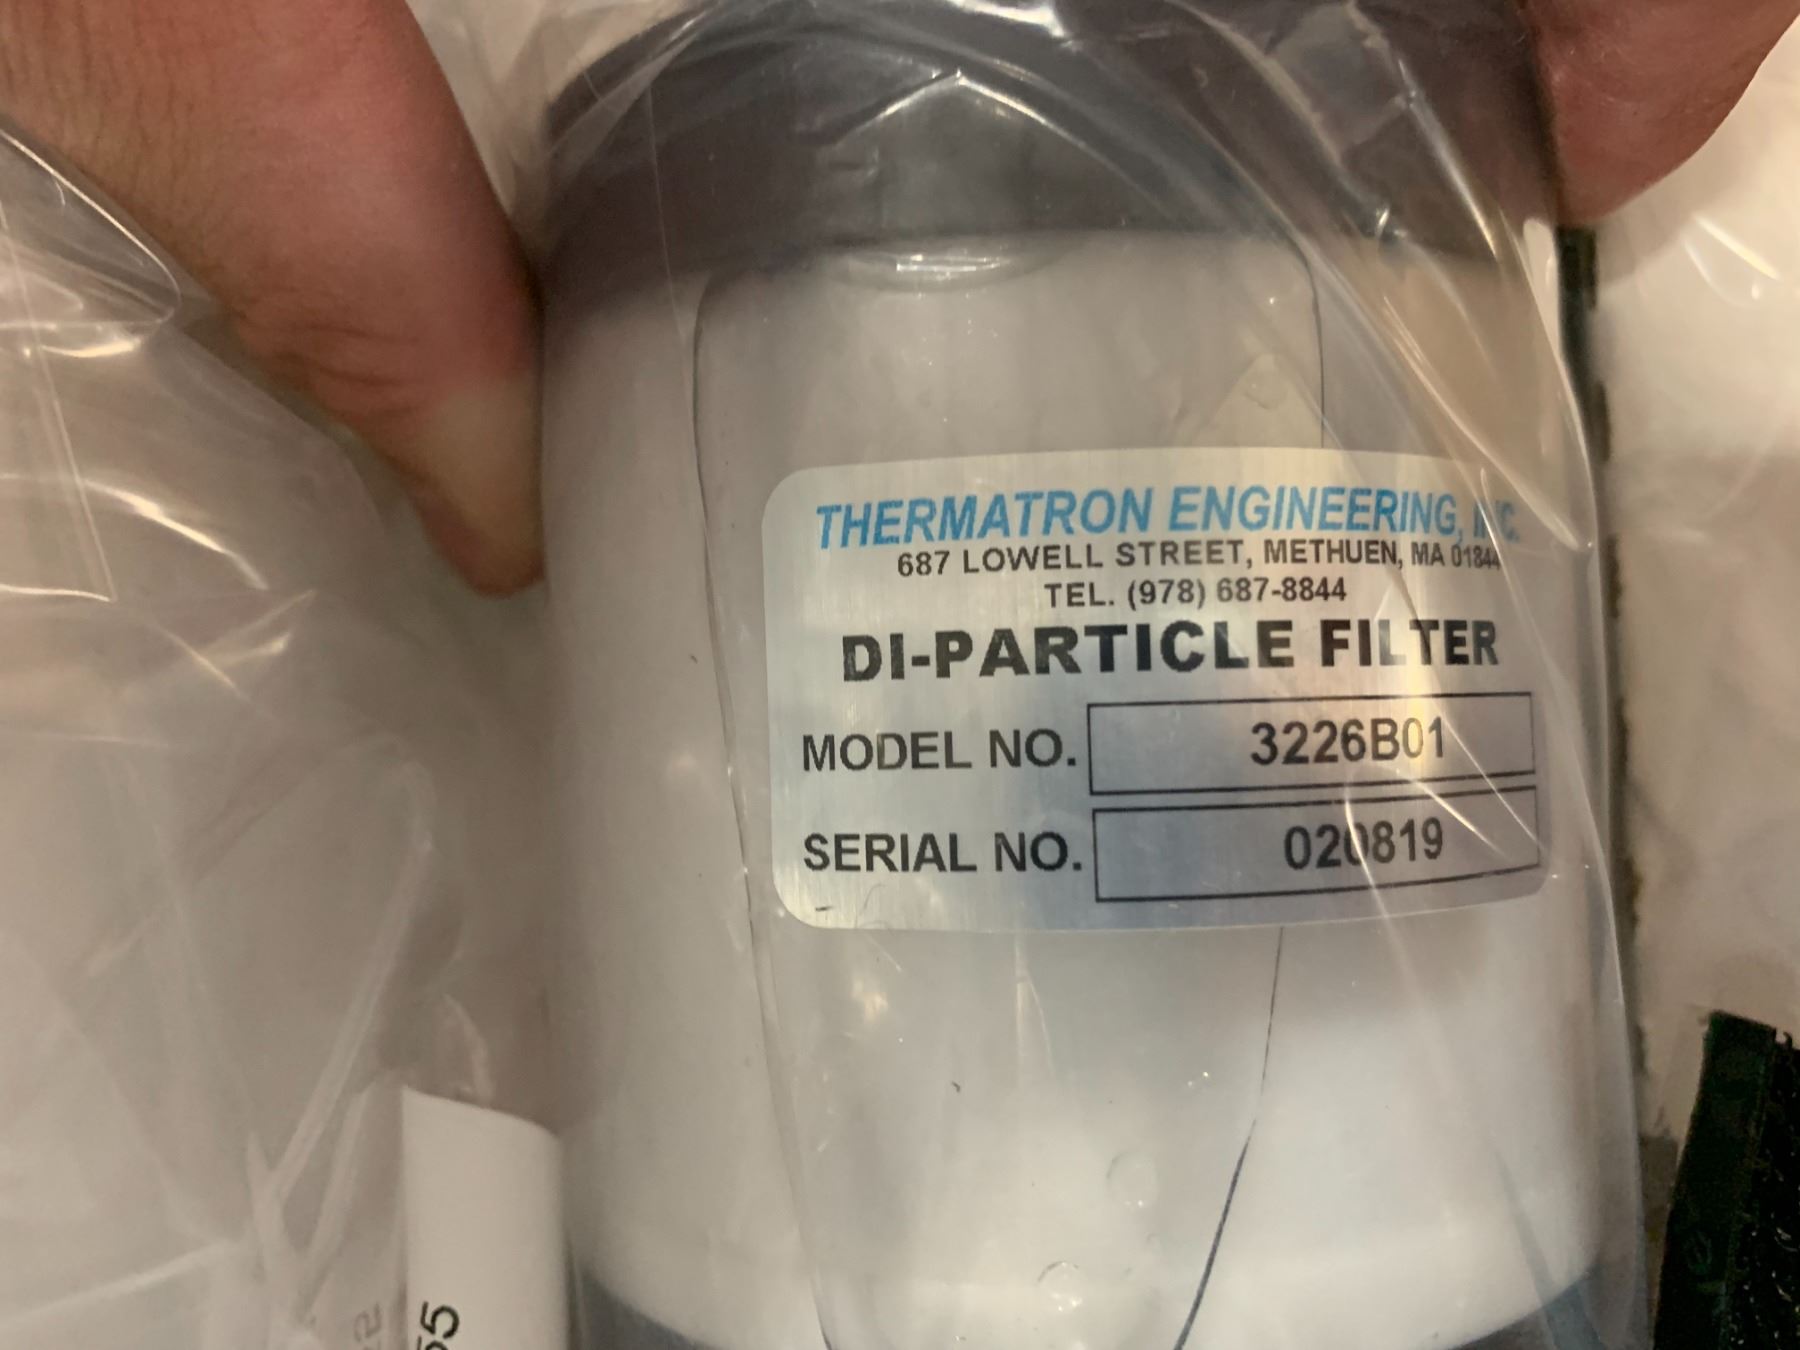 THERMATRON ENGINEERING, INC.
687 LOWELL STREET, METHUEN, MA 01844
TEL. (978) 687-8844
DI-PARTICLE FILTER
MODEL NO. 3226B01
SERIAL NO. 020819